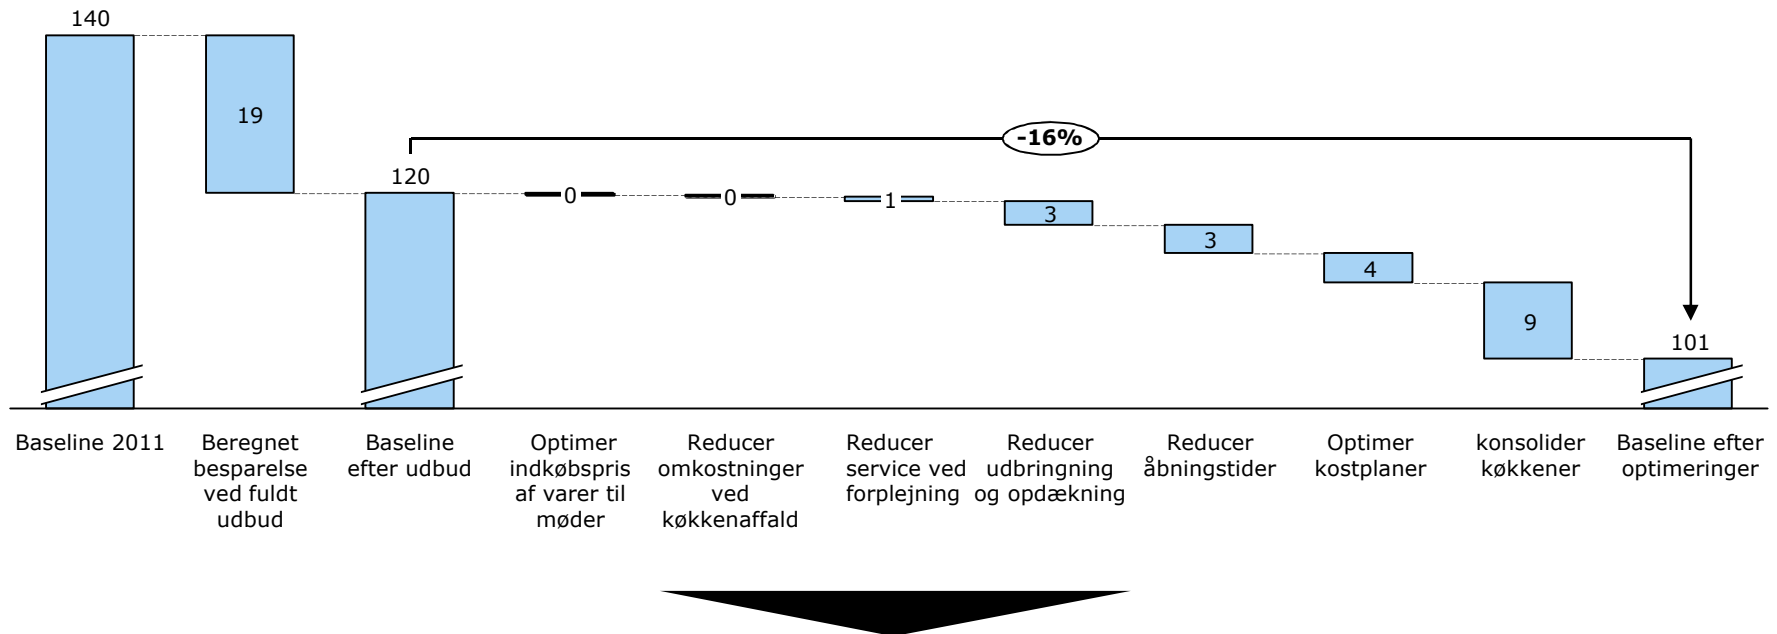 140
19
-16%
120
0
0
1
3
3
4
9
101
Baseline 2011
Beregnet
besparelse
ved fuldt
udbud
Baseline
efter udbud
Optimer
indkøbspris
af varer til
møder
Reducer
omkostninger
ved
køkkenaffald
Reducer
service ved
forplejning
Reducer
udbringning
og opdækning
Reducer
åbningstider
Optimer
kostplaner
konsolider
køkkener
Baseline efter
optimeringer